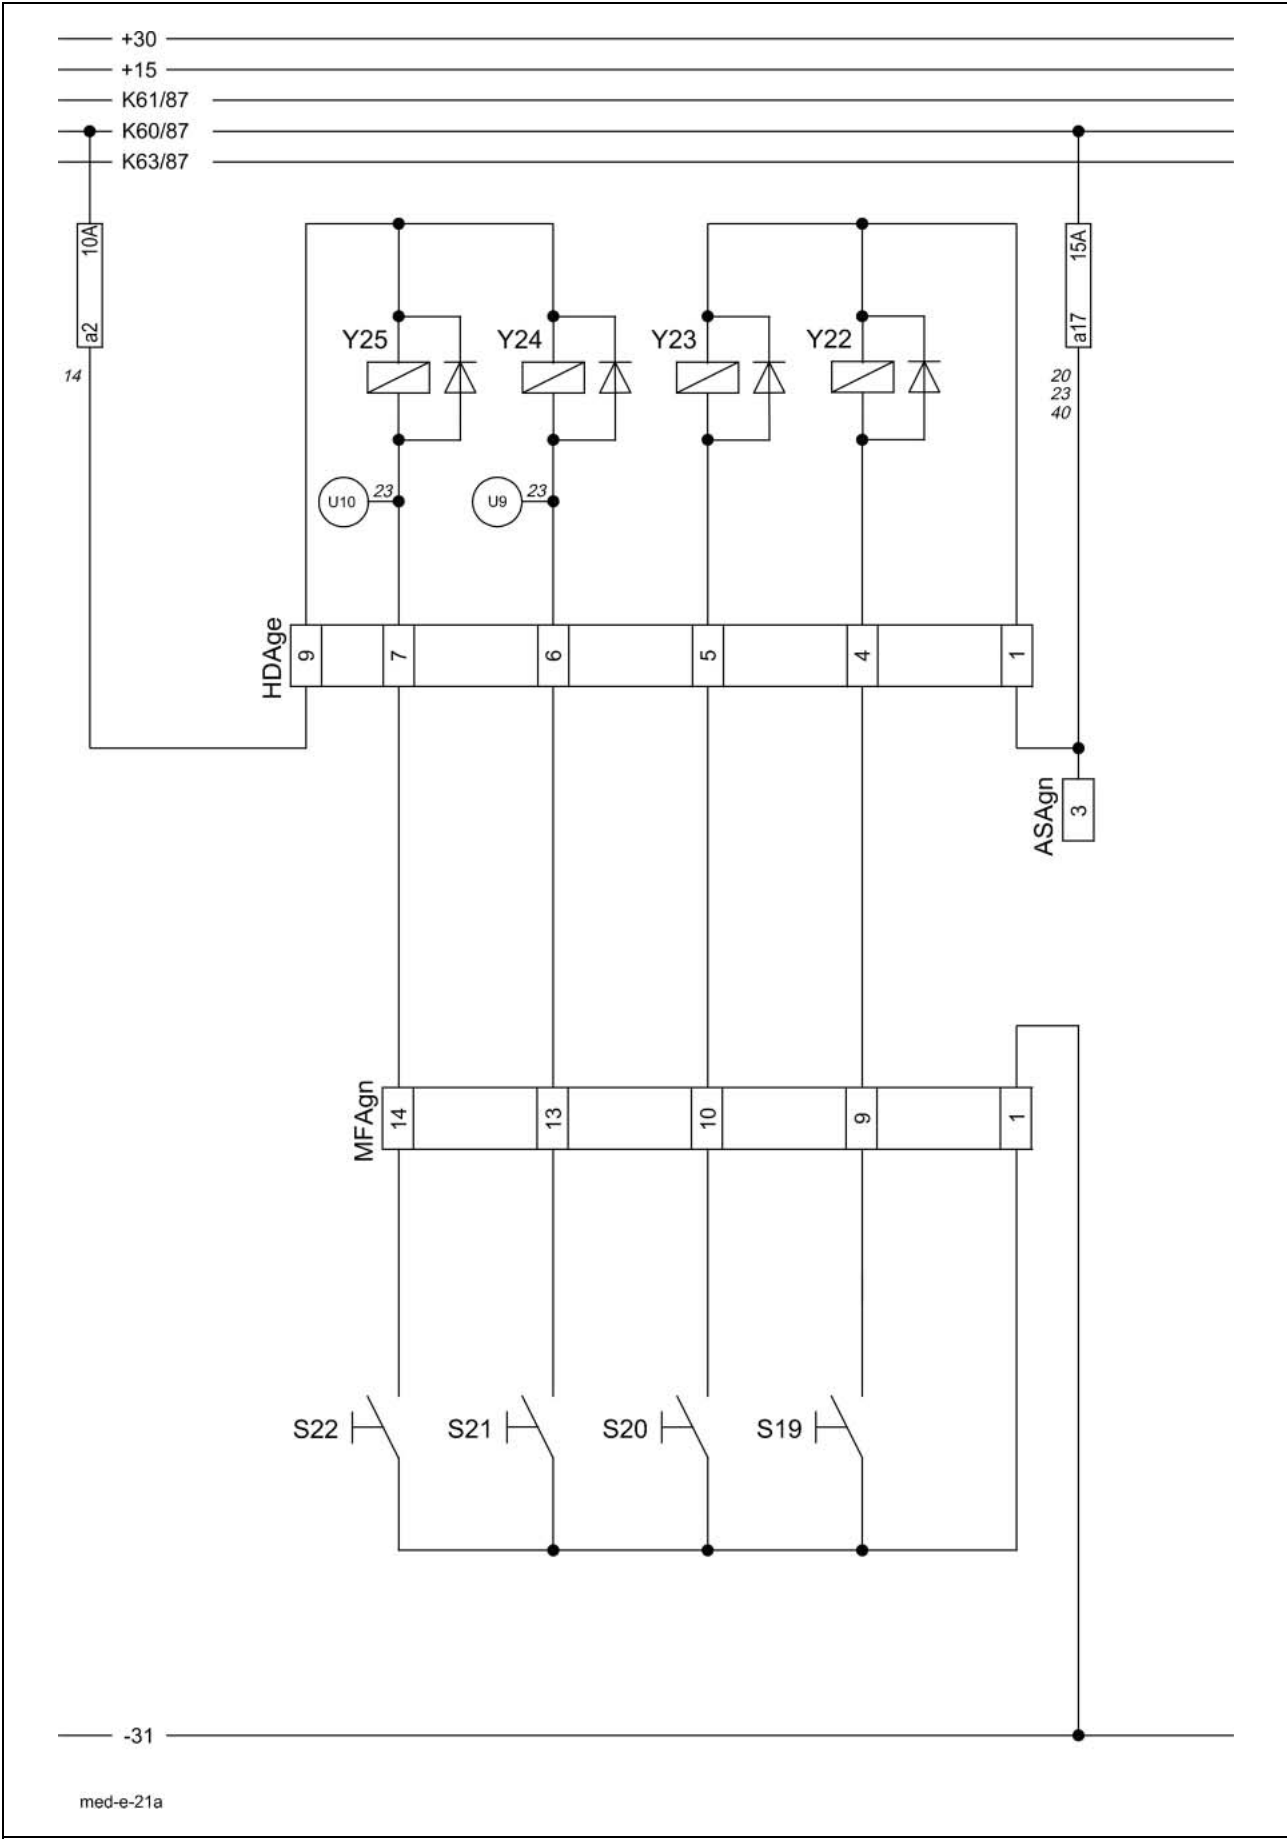 +30
+15
K61/87
K60/87
K63/87
10A
a2
14
15A
a17
20
23
40
Y25
Y24
Y23
Y22
U10
23
U9
23
HDAge
9
7
6
5
4
1
ASAgn
3
MFAgn
14
13
10
9
1
S22
S21
S20
S19
-31
med-e-21a